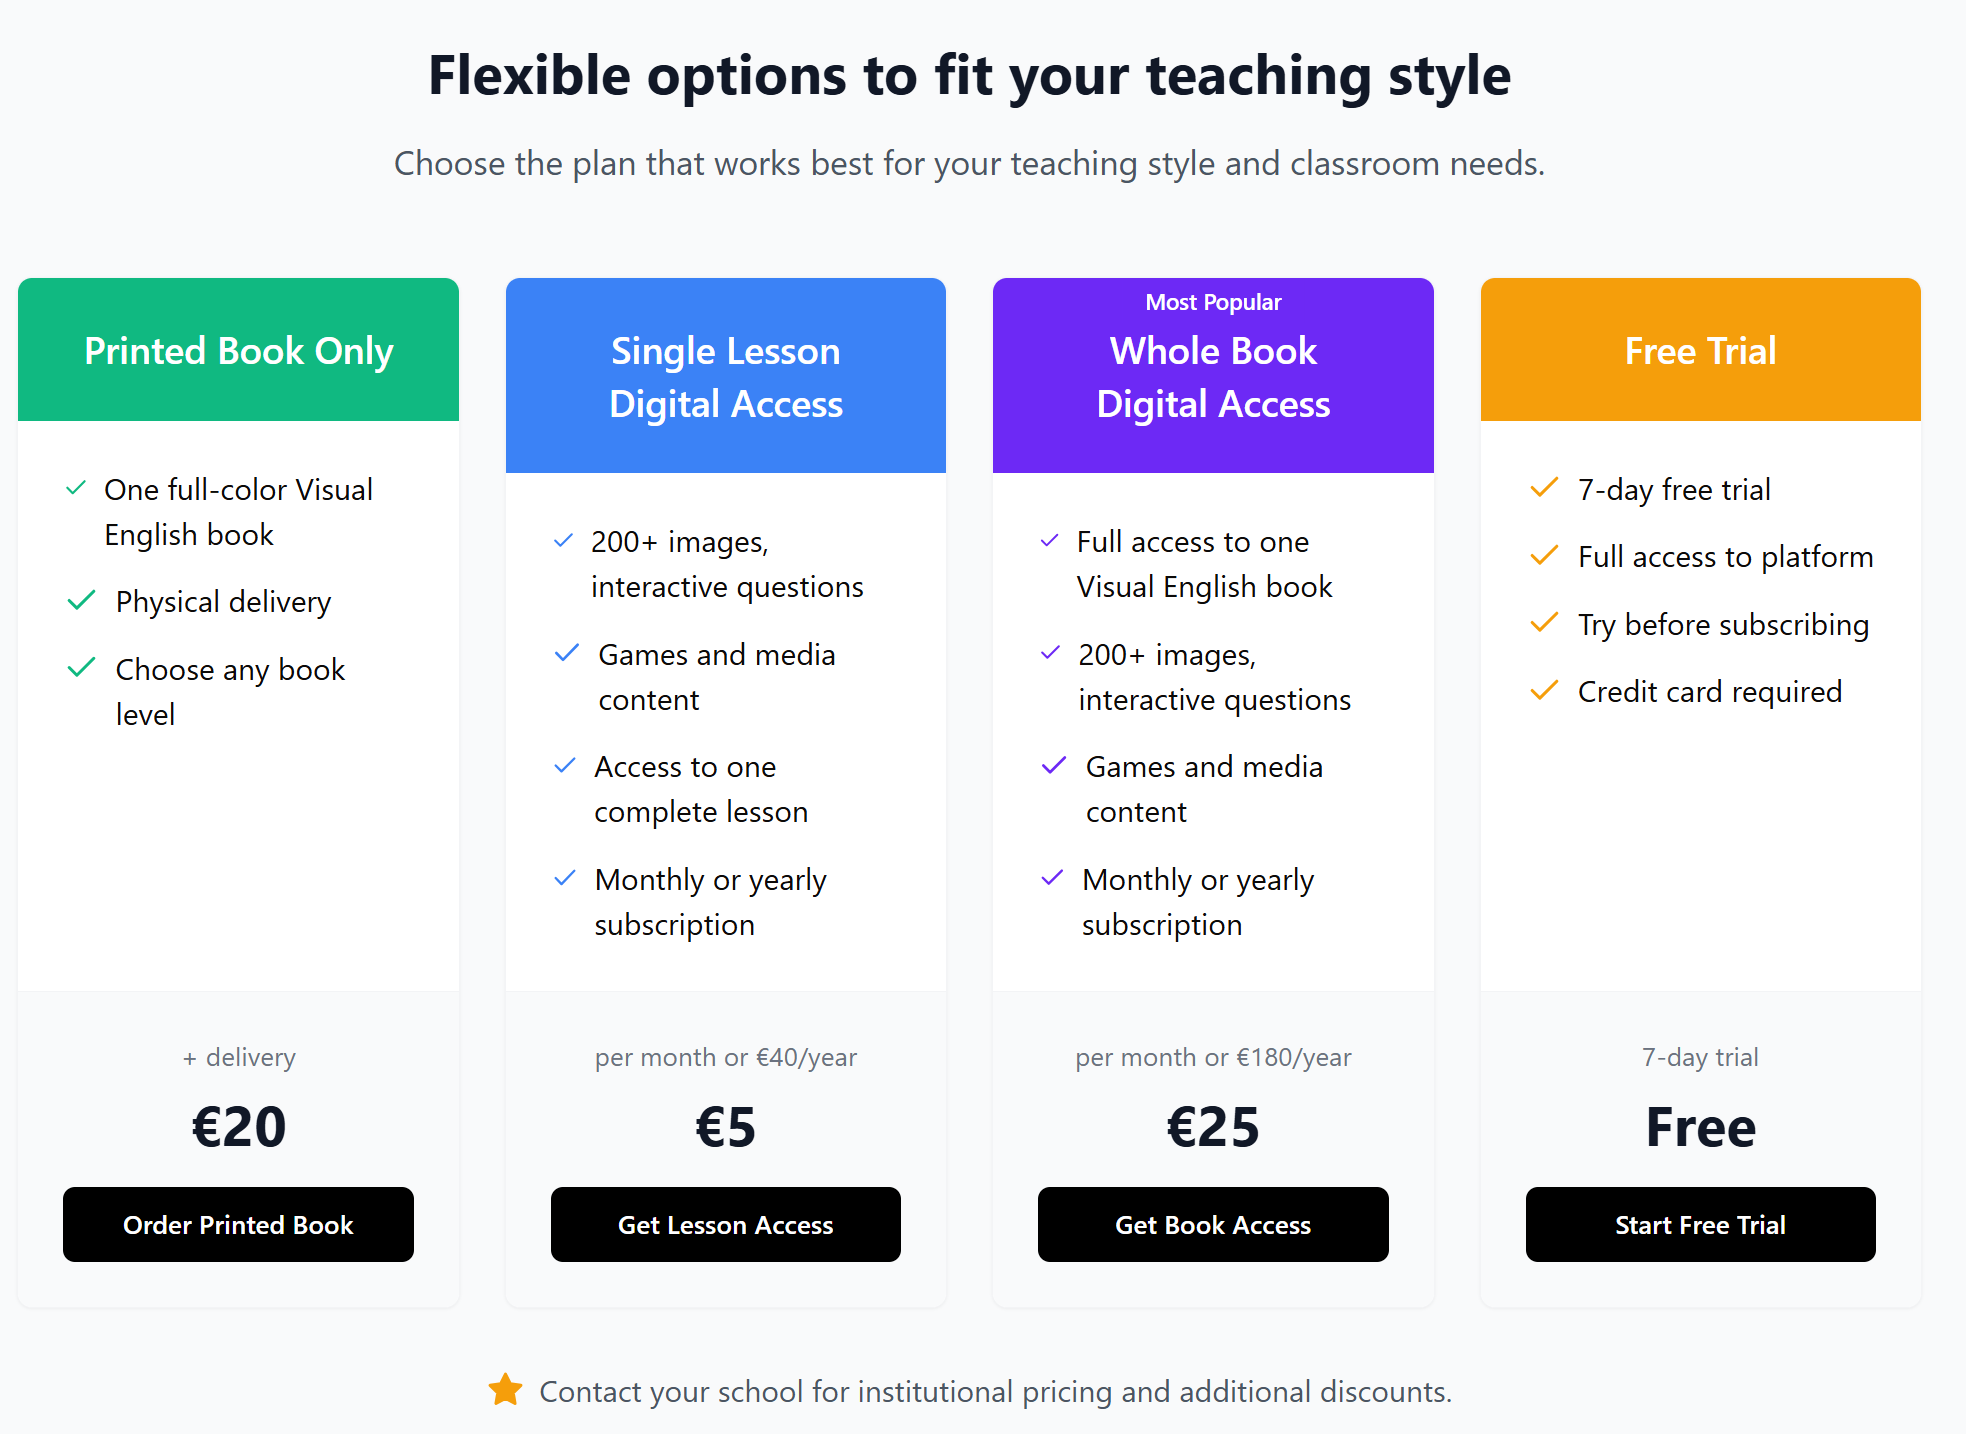 Flexible options to fit your teaching style
Choose the plan that works best for your teaching style and classroom needs.
Printed Book Only
One full-color Visual
English book
Physical delivery
Choose any book
level
+ delivery
€20
Order Printed Book
Single Lesson
Digital Access
200+ images,
interactive questions
Games and media
content
Access to one
complete lesson
Monthly or yearly
subscription
per month or €40/year
€5
Get Lesson Access
Most Popular
Whole Book
Digital Access
Full access to one
Visual English book
200+ images,
interactive questions
Games and media
content
Monthly or yearly
subscription
per month or €180/year
€25
Get Book Access
Free Trial
7-day free trial
Full access to platform
Try before subscribing
Credit card required
7-day trial
Free
Start Free Trial
Contact your school for institutional pricing and additional discounts.